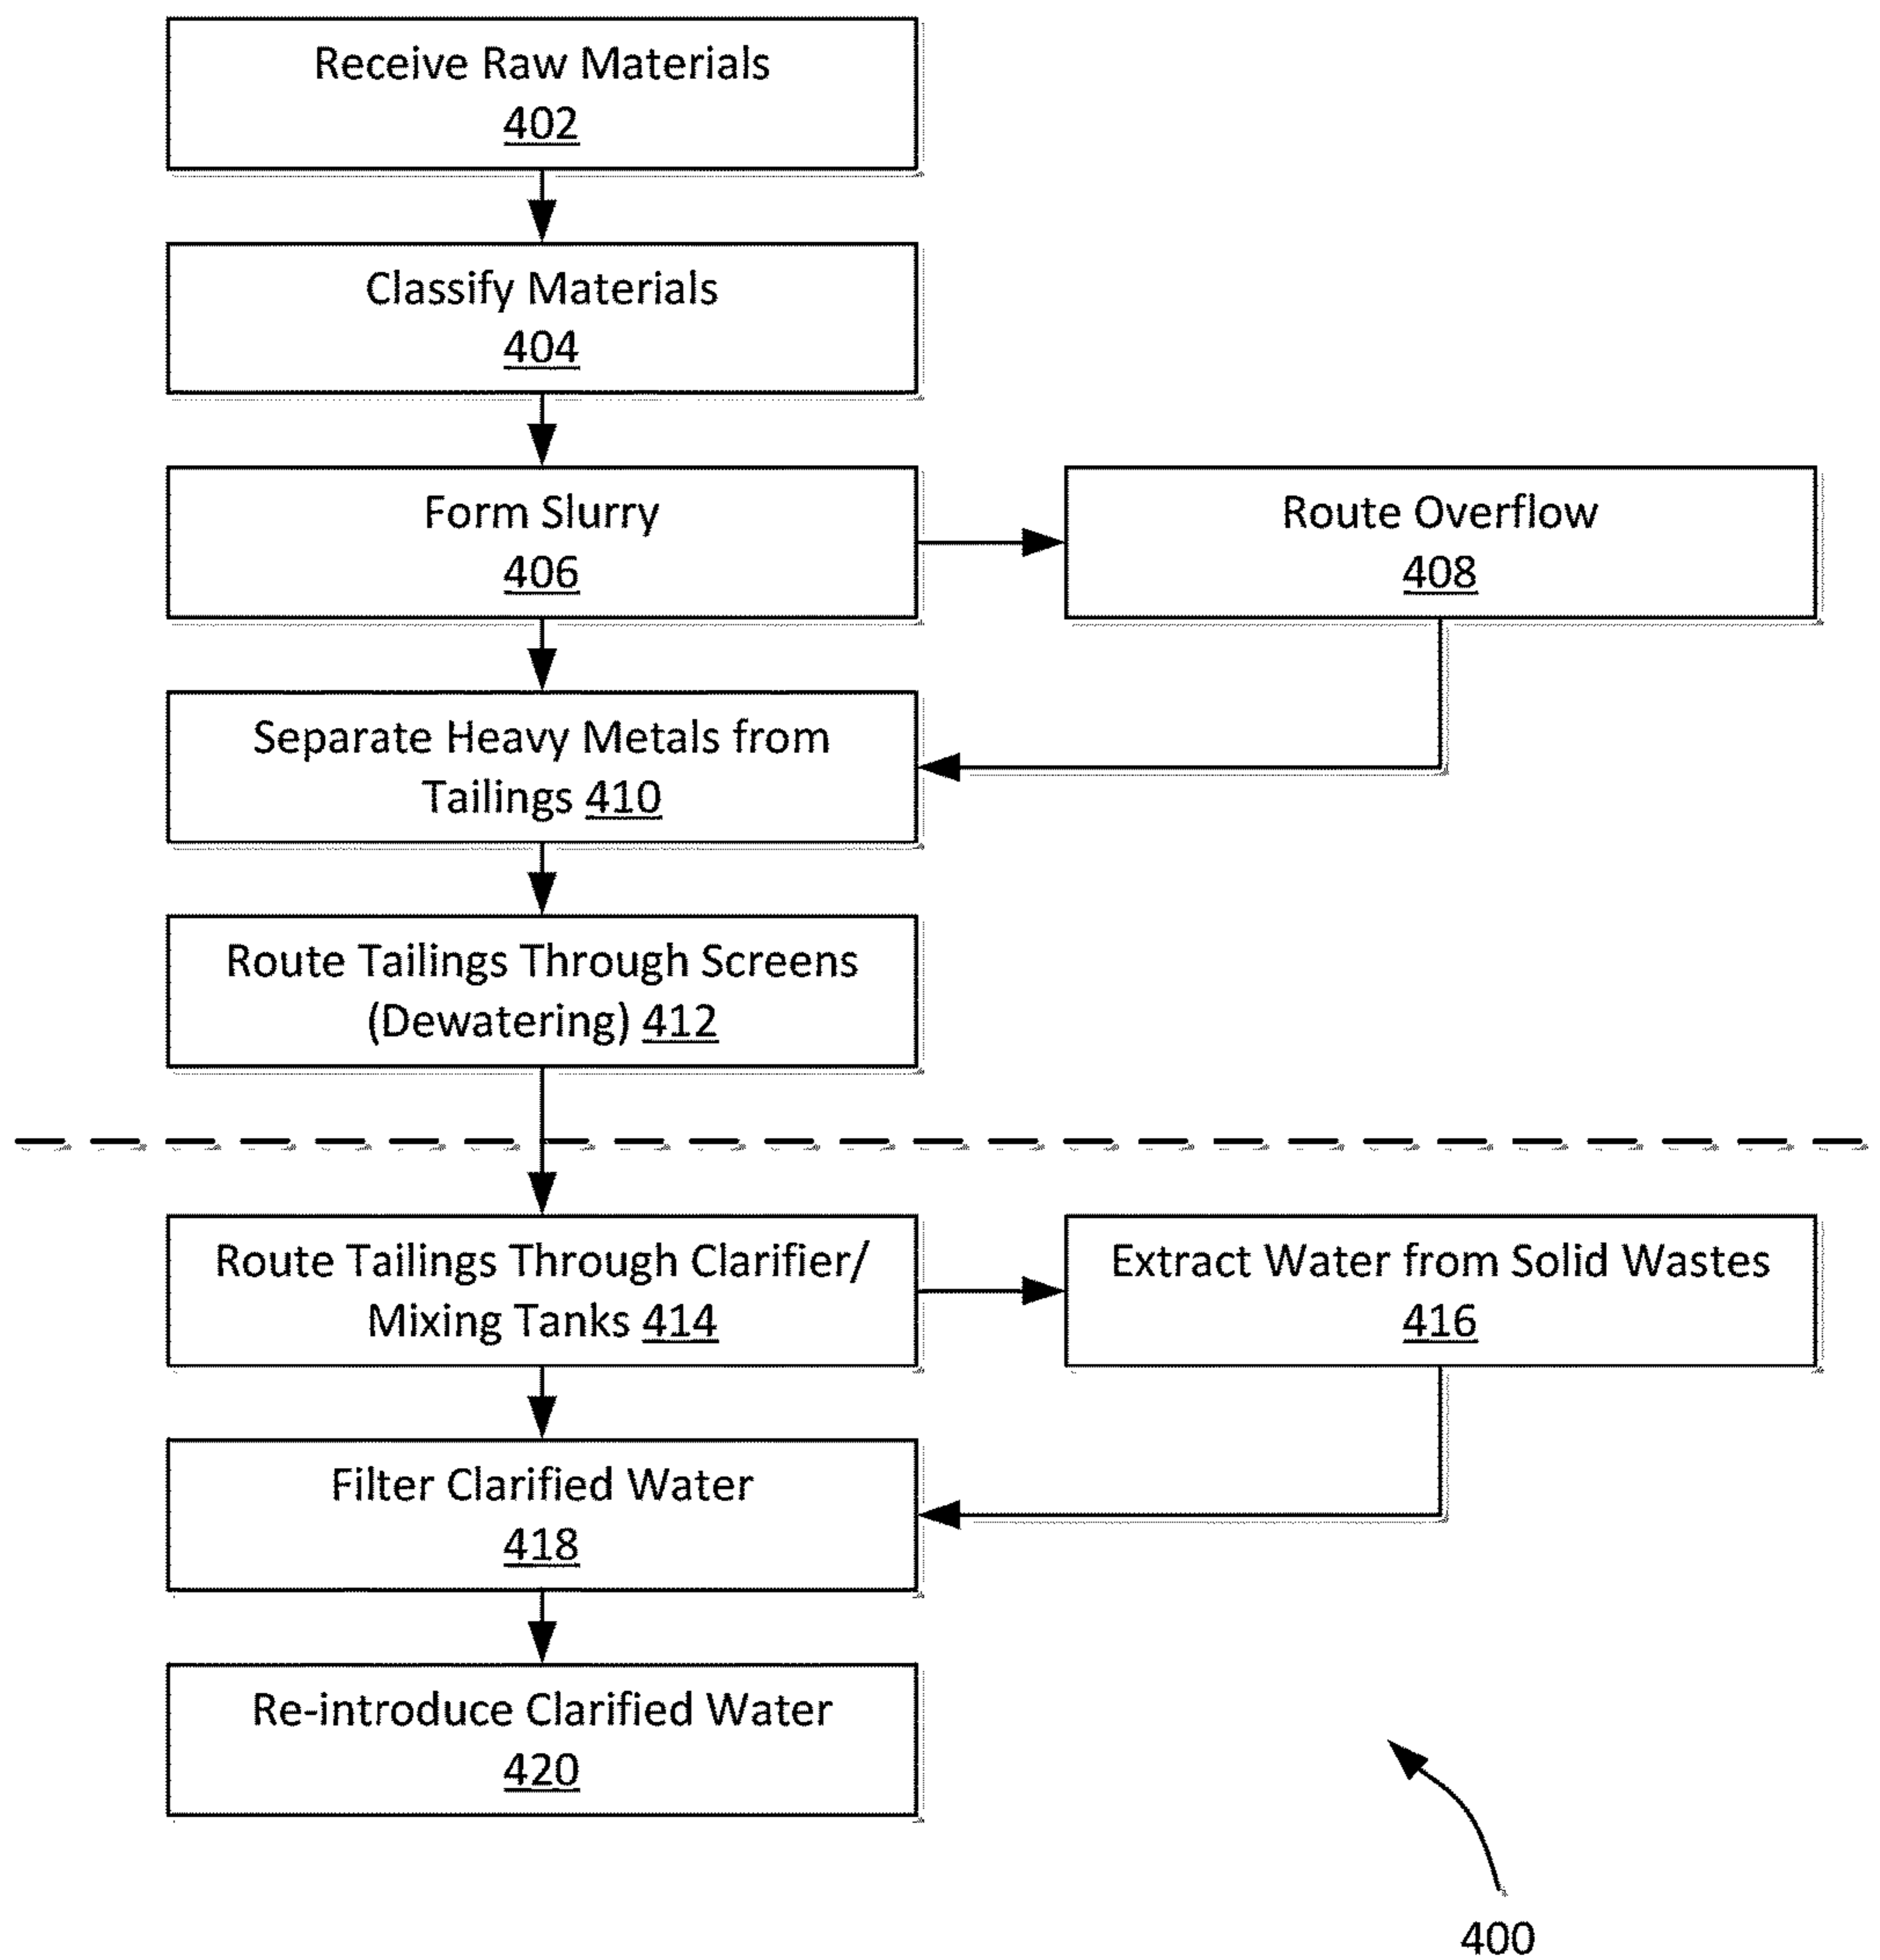 Receive Raw Materials
402
Classify Materials
404
Form Slurry
406
Route Overflow
408
Separate Heavy Metals from
Tailings 410
Route Tailings Through Screens
(Dewatering) 412
Route Tailings Through Clarifier/
Mixing Tanks 414
Extract Water from Solid Wastes
416
Filter Clarified Water
418
Re-introduce Clarified Water
420
400